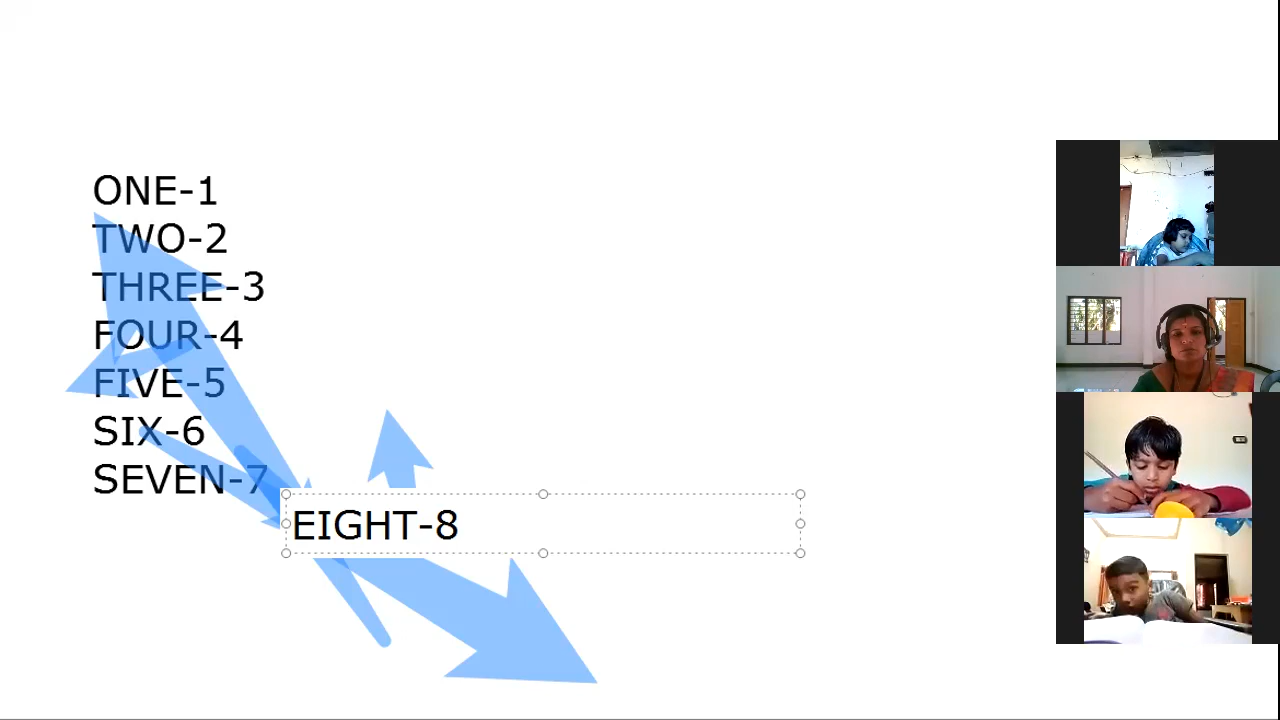 ONE-1
TWO-2
THREE-3
FOUR-4
FIVE-5
SIX-6
SEVEN-7
EIGHT-8